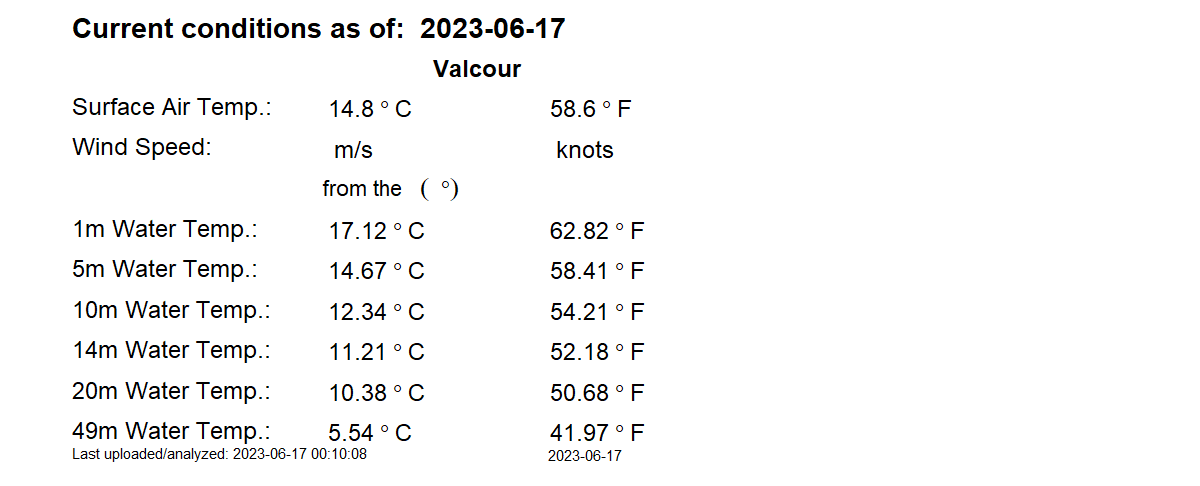 Current conditions as of: 2023-06-17
Valcour
Surface Air Temp.: 14.8 ° C 58.6 ° F
Wind Speed: m/s knots
from the ( °)
1m Water Temp.: 17.12 ° C 62.82 ° F
5m Water Temp.: 14.67 ° C 58.41 ° F
10m Water Temp.: 12.34 ° C 54.21 ° F
14m Water Temp.: 11.21 ° C 52.18 ° F
20m Water Temp.: 10.38 ° C 50.68 ° F
49m Water Temp.: 5.54 ° C 41.97 ° F
Last uploaded/analyzed: 2023-06-17 00:10:08 2023-06-17